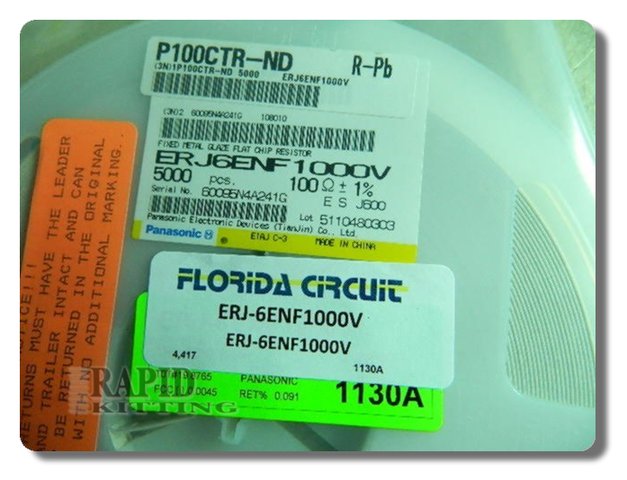 P100CTR-ND R-Pb
(3N)1P100CTR-ND 5000 ERJ6ENF1000V
(3N)2 60095N4A241G 108010
FIXED METAL GLAZE FLAT CHIP RESISTOR
ERJ6ENF1000V
5000 pcs. 100Ω±1%
Serial No. 60095N4A241G E S J600
Lot 5110480303
Panasonic Electronic Devices (TianJin) Co., Ltd.
Panasonic EIAJ C-3 MADE IN CHINA
FLORIDA CIRCUIT
ERJ-6ENF1000V
ERJ-6ENF1000V
4,417 1130A
PANASONIC
0.0045 RET% 0.091 1130A
RETURNS MUST HAVE THE LEADER
AND TRAILER INTACT AND CAN
BE RETURNED IN THE ORIGINAL
WITH NO ADDITIONAL MARKING.
RAPID
KITTING